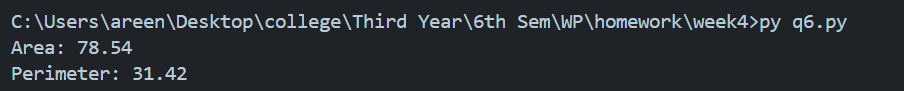 C:\Users\areen\Desktop\college\Third Year\6th Sem\WP\homework\week4>py q6.py
Area: 78.54
Perimeter: 31.42